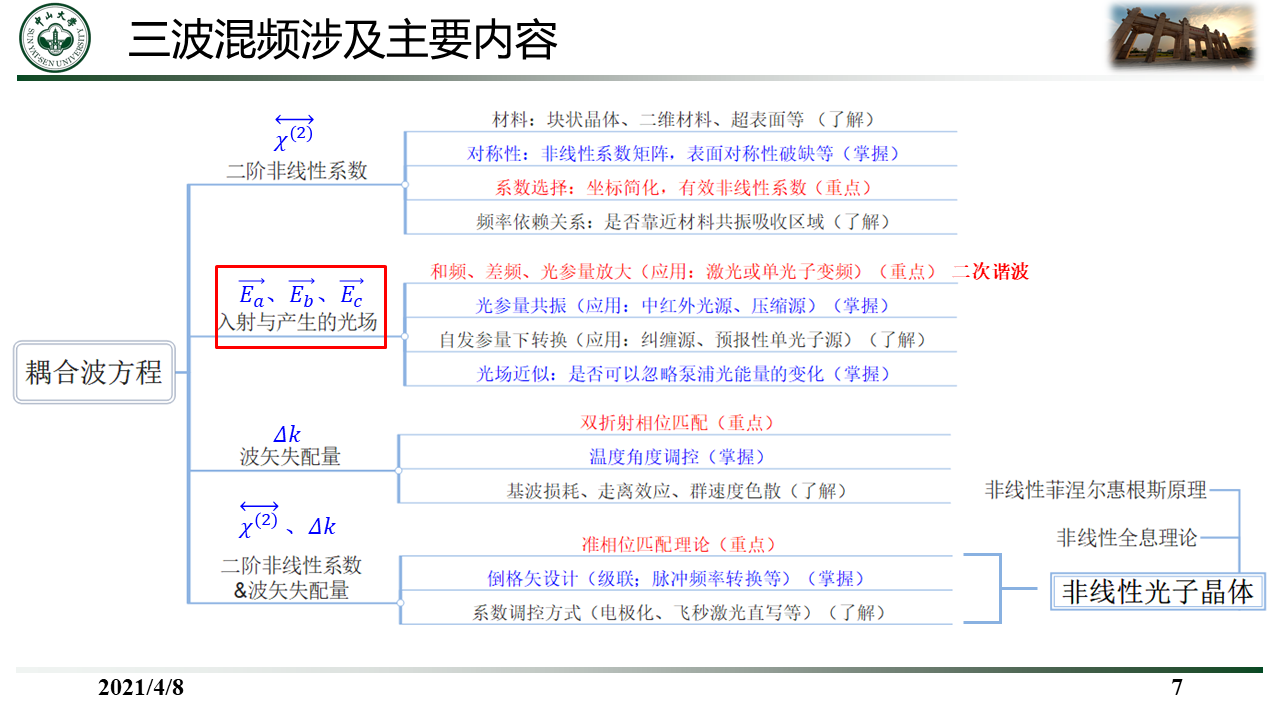 中山大学
SUN YAT-SEN UNIVERSITY
三波混频涉及主要内容
χ⁽²⁾
二阶非线性系数
材料：块状晶体、二维材料、超表面等（了解）
对称性：非线性系数矩阵，表面对称性破缺等（掌握）
系数选择：坐标简化，有效非线性系数（重点）
频率依赖关系：是否靠近材料共振吸收区域（了解）
Eₐ、E_b、E_c
入射与产生的光场
和频、差频、光参量放大（应用：激光或单光子变频）（重点） 二次谐波
光参量共振（应用：中红外光源、压缩源）（掌握）
自发参量下转换（应用：纠缠源、预报性单光子源）（了解）
光场近似：是否可以忽略泵浦光能量的变化（掌握）
耦合波方程
Δk
波矢失配量
双折射相位匹配（重点）
温度角度调控（掌握）
基波损耗、走离效应、群速度色散（了解）
χ⁽²⁾、Δk
二阶非线性系数
&波矢失配量
准相位匹配理论（重点）
倒格矢设计（级联；脉冲频率转换等）（掌握）
系数调控方式（电极化、飞秒激光直写等）（了解）
非线性菲涅尔惠根斯原理
非线性全息理论
非线性光子晶体
2021/4/8
7